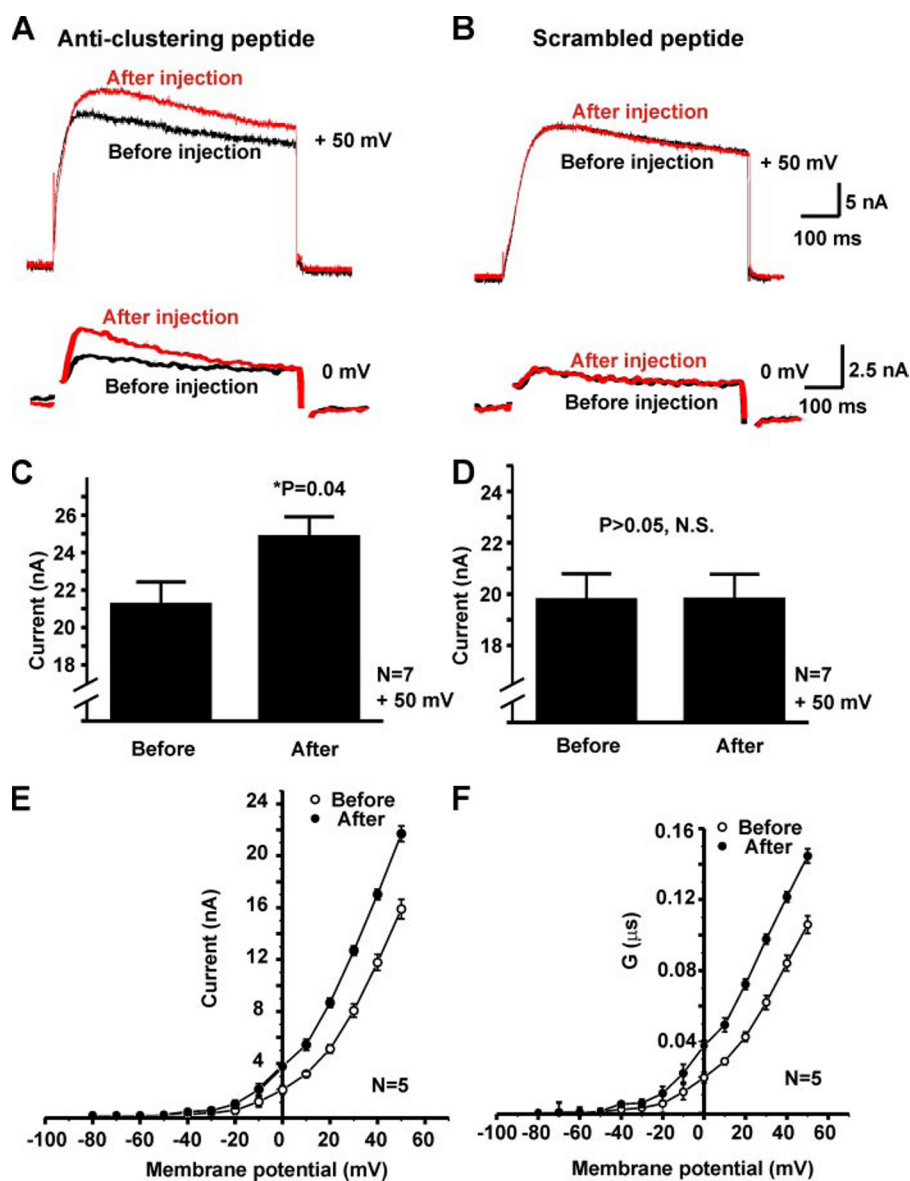 A
Anti-clustering peptide
After injection
Before injection
+ 50 mV
After injection
Before injection
0 mV
B
Scrambled peptide
After injection
Before injection
+ 50 mV
5 nA
100 ms
After injection
Before injection
0 mV
2.5 nA
100 ms
C
*P=0.04
Current (nA)
26
24
22
20
18
N=7
+ 50 mV
Before After
D
P>0.05, N.S.
Current (nA)
25
24
23
22
21
20
19
18
N=7
+ 50 mV
Before After
E
Before
After
Current (nA)
24
20
16
12
8
4
N=5
-100 -80 -60 -40 -20 0 20 40 60
Membrane potential (mV)
F
Before
After
G (μs)
0.16
0.12
0.08
0.04
N=5
-100 -80 -60 -40 -20 0 20 40 60
Membrane potential (mV)